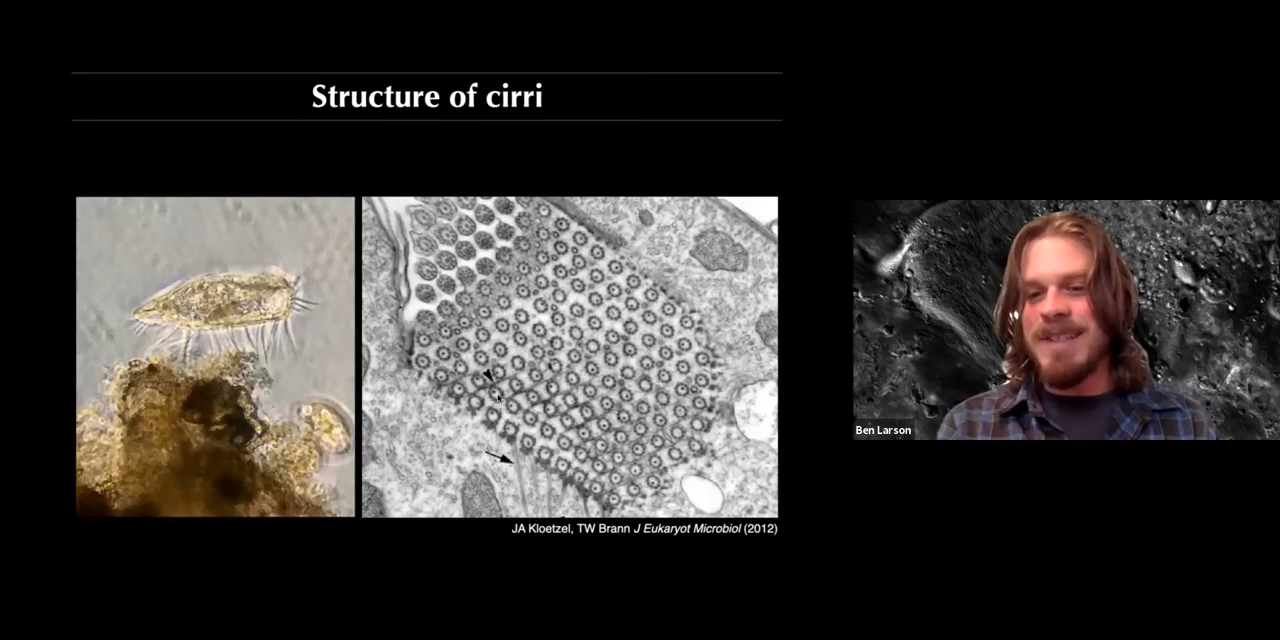 Structure of cirri
Ben Larson
JA Kloetzel, TW Brann J Eukaryot Microbiol (2012)